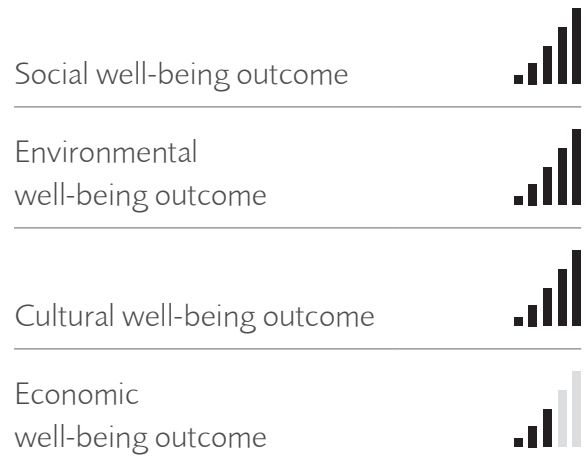 Social well-being outcome
Environmental
well-being outcome
Cultural well-being outcome
Economic
well-being outcome